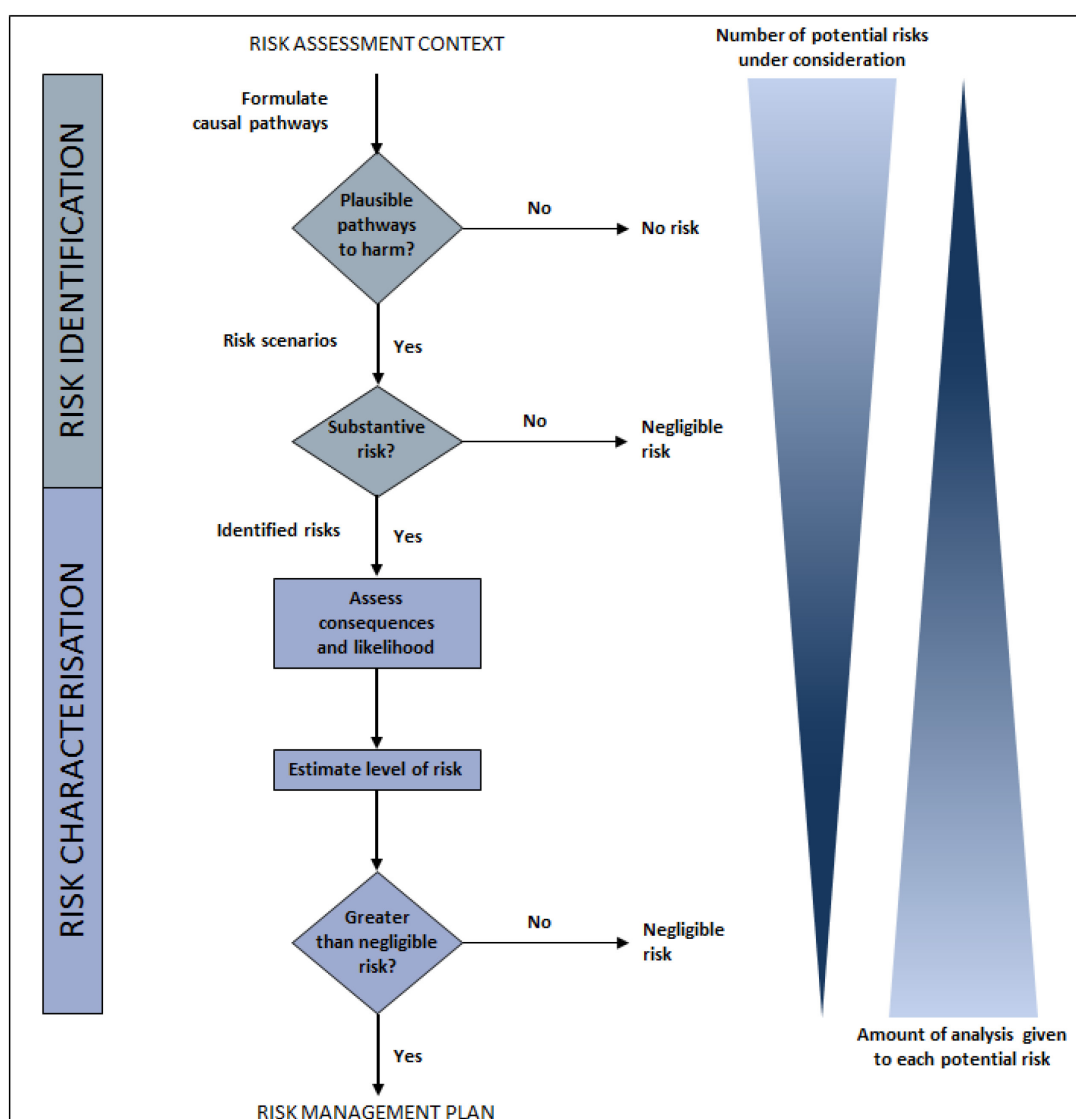 RISK ASSESSMENT CONTEXT
Number of potential risks
under consideration
RISK IDENTIFICATION
Formulate
causal pathways
Plausible
pathways
to harm?
No
No risk
Risk scenarios
Yes
Substantive
risk?
No
Negligible
risk
RISK CHARACTERISATION
Identified risks
Yes
Assess
consequences
and likelihood
Estimate level of risk
Greater
than negligible
risk?
No
Negligible
risk
Yes
Amount of analysis given
to each potential risk
RISK MANAGEMENT PLAN